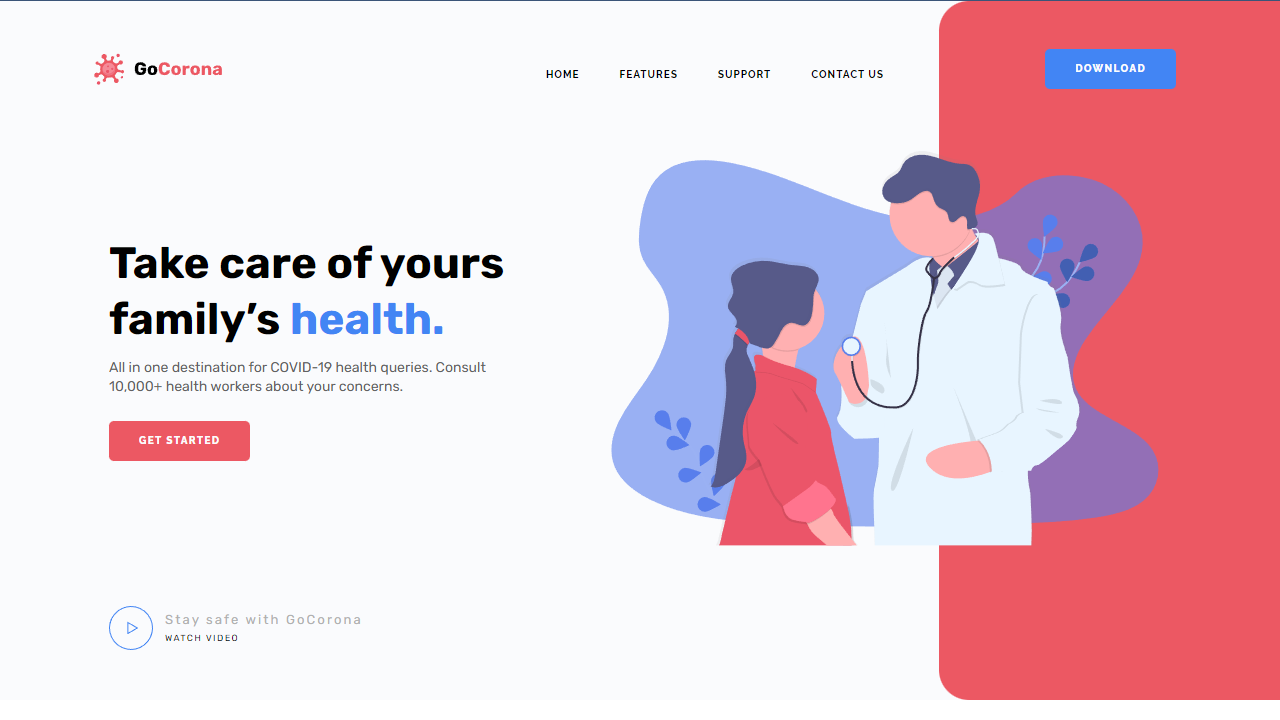 GoCorona
HOME
FEATURES
SUPPORT
CONTACT US
DOWNLOAD
Take care of yours
family’s health.
All in one destination for COVID-19 health queries. Consult
10,000+ health workers about your concerns.
GET STARTED
Stay safe with GoCorona
WATCH VIDEO